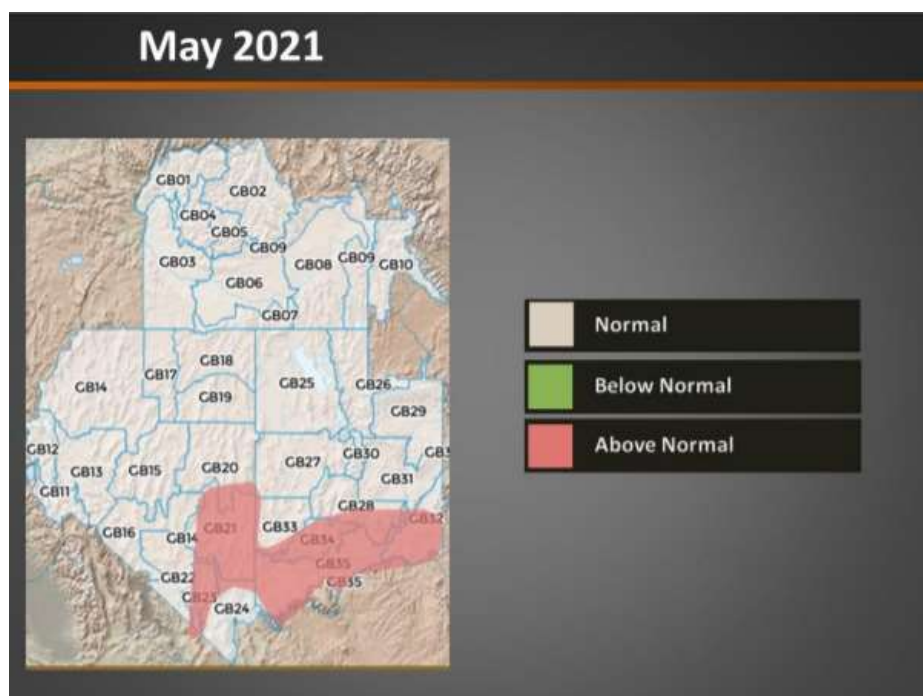 May 2021
GB01
GB02
GB04
GB05
GB09
GB03
GB08
GB09
GB10
GB06
GB07
GB18
GB14
GB17
GB25
GB26
GB19
GB29
GB12
GB30
GB13
GB15
GB20
GB27
GB31
GB11
GB28
GB16
GB21
GB33
GB32
GB14
GB34
GB35
GB22
GB35
GB23
GB24
Normal
Below Normal
Above Normal